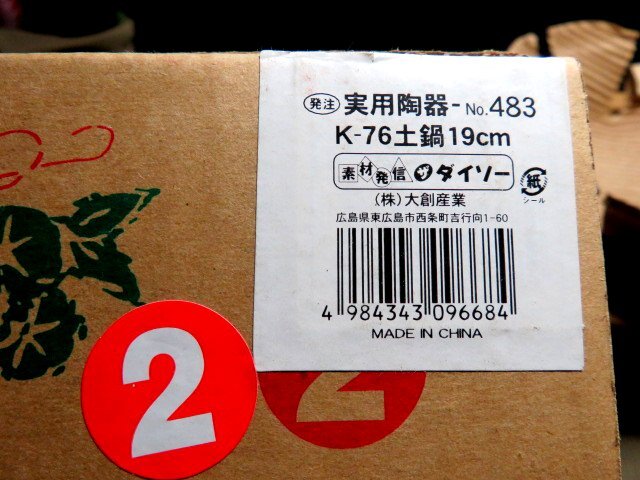 発注 実用陶器-No.483
K-76土鍋19cm
素材発信 ダイソー
紙
シール
(株)大創産業
広島県東広島市西条町吉行向1-60
4 984343 096684
MADE IN CHINA
2
2